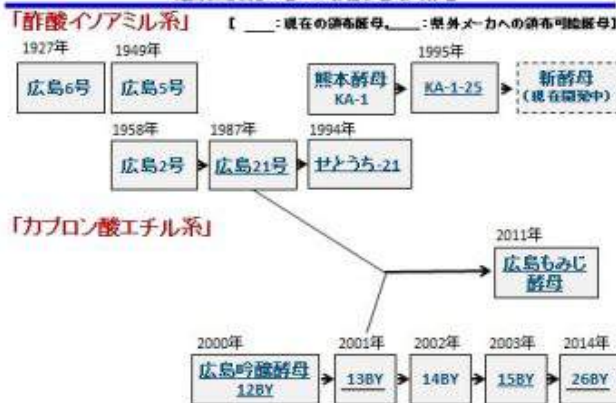 「酢酸イソアミル系」
【 ＿＿:現在の頒布酵母、＿＿:県外メーカへの頒布可能酵母】
1927年 1949年 1995年
広島6号 広島5号 熊本酵母 KA-1 KA-1-25 新酵母 (現在開発中)
1958年 1987年 1994年
広島2号 広島21号 せとうち-21
「カプロン酸エチル系」
2011年
広島もみじ
酵母
2000年 2001年 2002年 2003年 2014年
広島吟醸酵母 12BY 13BY 14BY 15BY 26BY